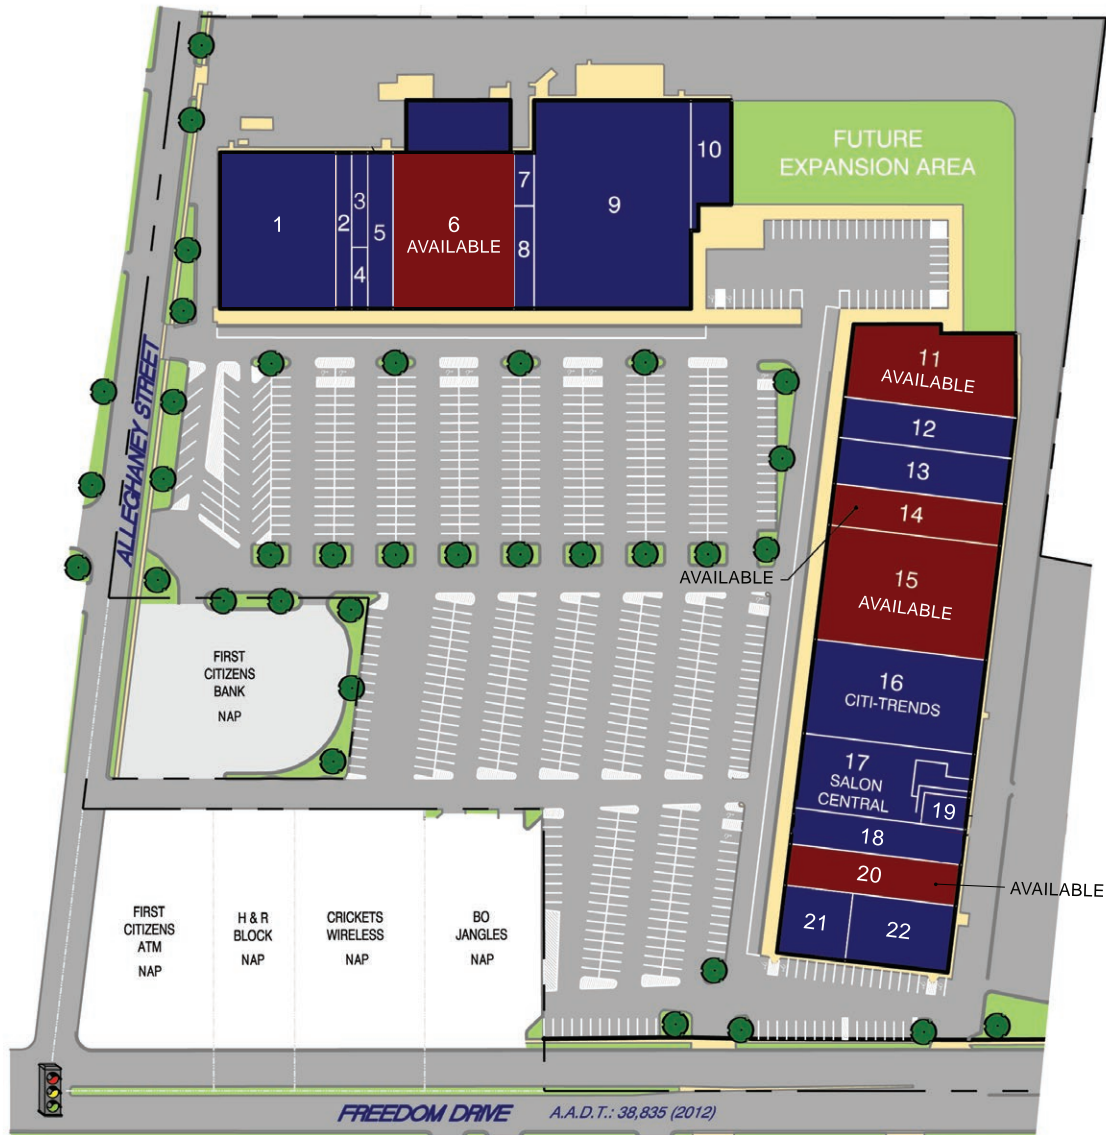 FUTURE
EXPANSION AREA
10
7
3
1
2
5
6
AVAILABLE
9
8
4
11
AVAILABLE
12
13
14
AVAILABLE
15
AVAILABLE
ALLEGHANEY STREET
FIRST
CITIZENS
BANK
NAP
16
CITI-TRENDS
17
SALON
CENTRAL
19
18
20
AVAILABLE
21
22
FIRST
CITIZENS
ATM
NAP
H & R
BLOCK
NAP
CRICKETS
WIRELESS
NAP
BO
JANGLES
NAP
FREEDOM DRIVE
A.A.D.T.: 38,835 (2012)